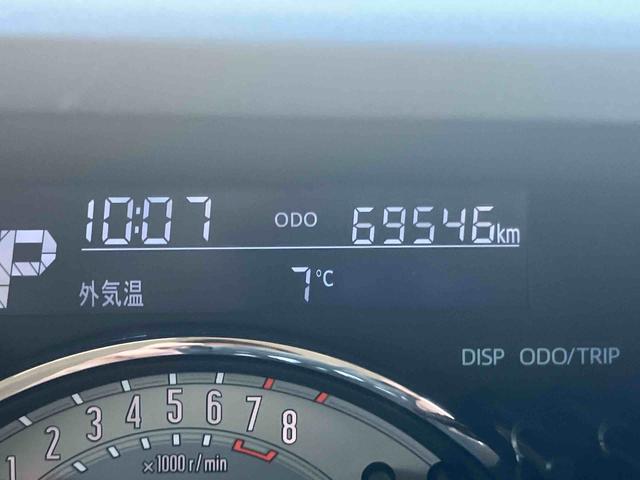 10:07 ODO 69546km
P
外気温 7℃
DISP ODO/TRIP
1 2 3 4 5 6 7 8
×1000 r/min